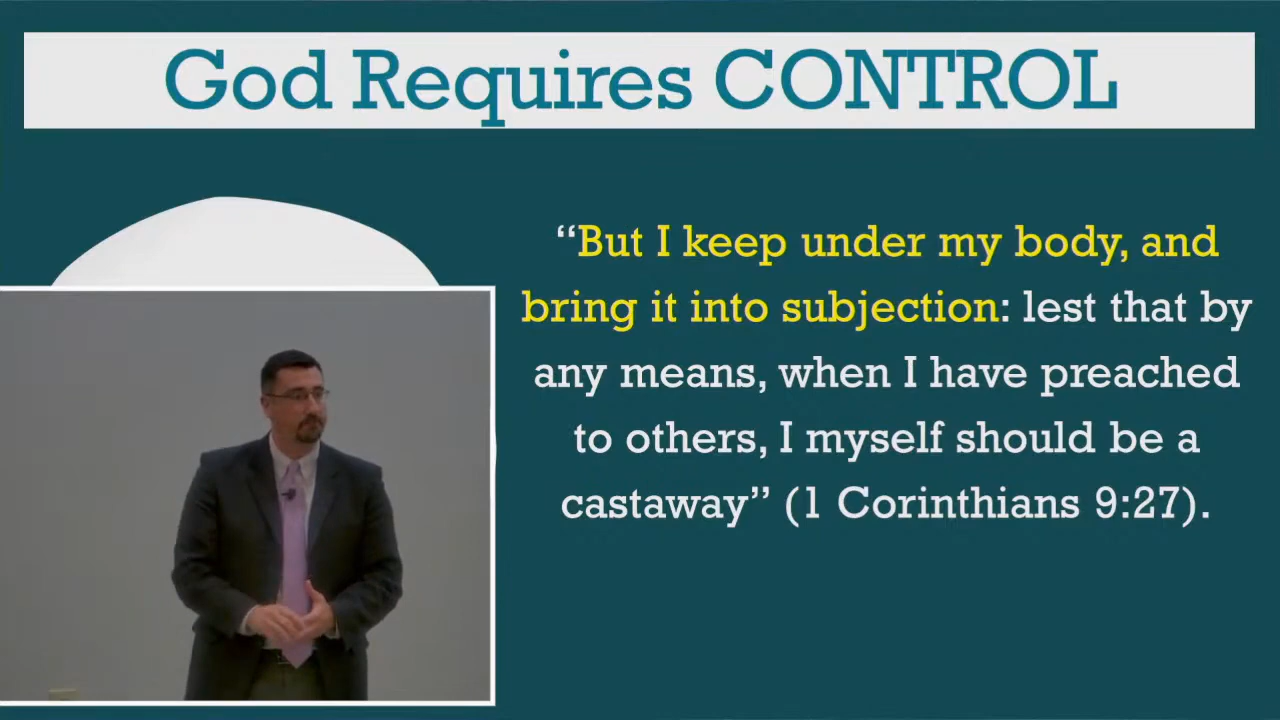 God Requires CONTROL
“But I keep under my body, and
bring it into subjection: lest that by
any means, when I have preached
to others, I myself should be a
castaway” (1 Corinthians 9:27).